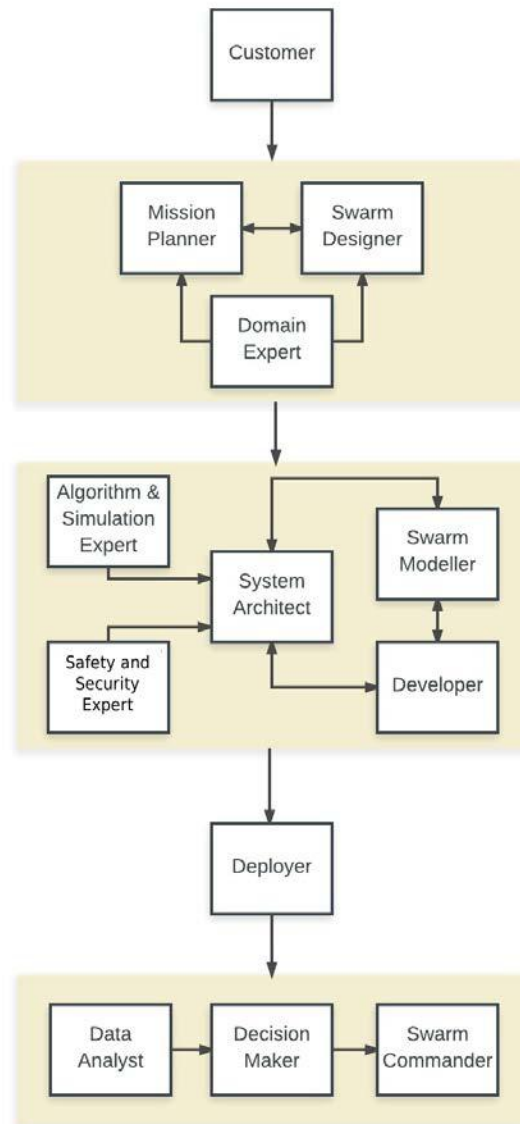 Customer
Mission
Planner
Swarm
Designer
Domain
Expert
Algorithm &
Simulation
Expert
System
Architect
Swarm
Modeller
Safety and
Security
Expert
Developer
Deployer
Data
Analyst
Decision
Maker
Swarm
Commander